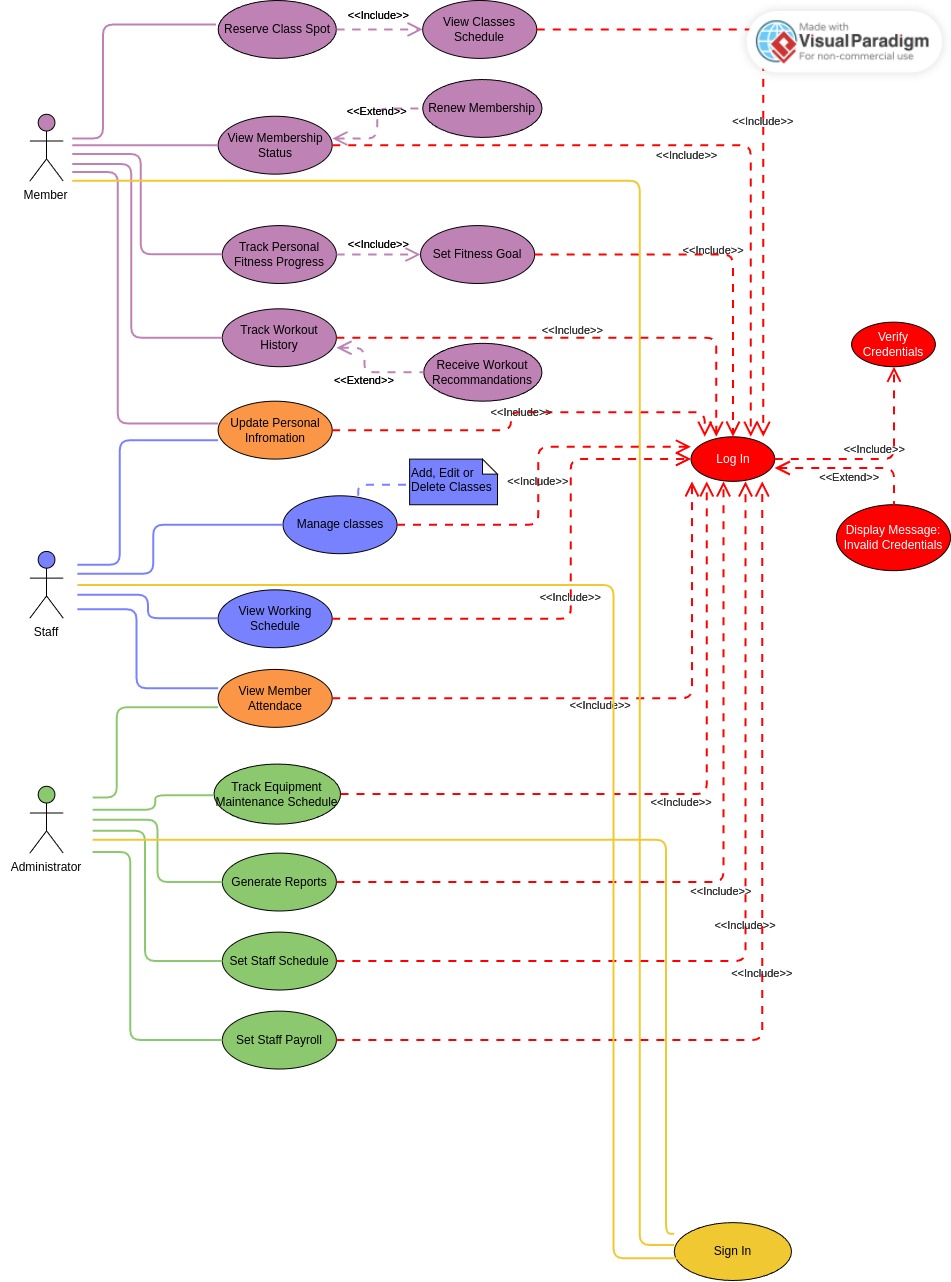 Reserve Class Spot
<<Include>>
View Classes
Schedule
Made with
Visual Paradigm
For non-commercial use
<<Extend>>
Renew Membership
<<Include>>
Member
View Membership
Status
<<Include>>
Track Personal
Fitness Progress
<<Include>>
Set Fitness Goal
<<Include>>
Track Workout
History
<<Include>>
Verify
Credentials
<<Extend>>
Receive Workout
Recommandations
Update Personal
Infromation
<<Include>>
Log In
<<Include>>
<<Extend>>
Add, Edit or
Delete Classes
<<Include>>
Manage classes
Display Message:
Invalid Credentials
Staff
View Working
Schedule
<<Include>>
View Member
Attendace
<<Include>>
Track Equipment
Maintenance Schedule
<<Include>>
Administrator
Generate Reports
<<Include>>
<<Include>>
Set Staff Schedule
<<Include>>
Set Staff Payroll
Sign In